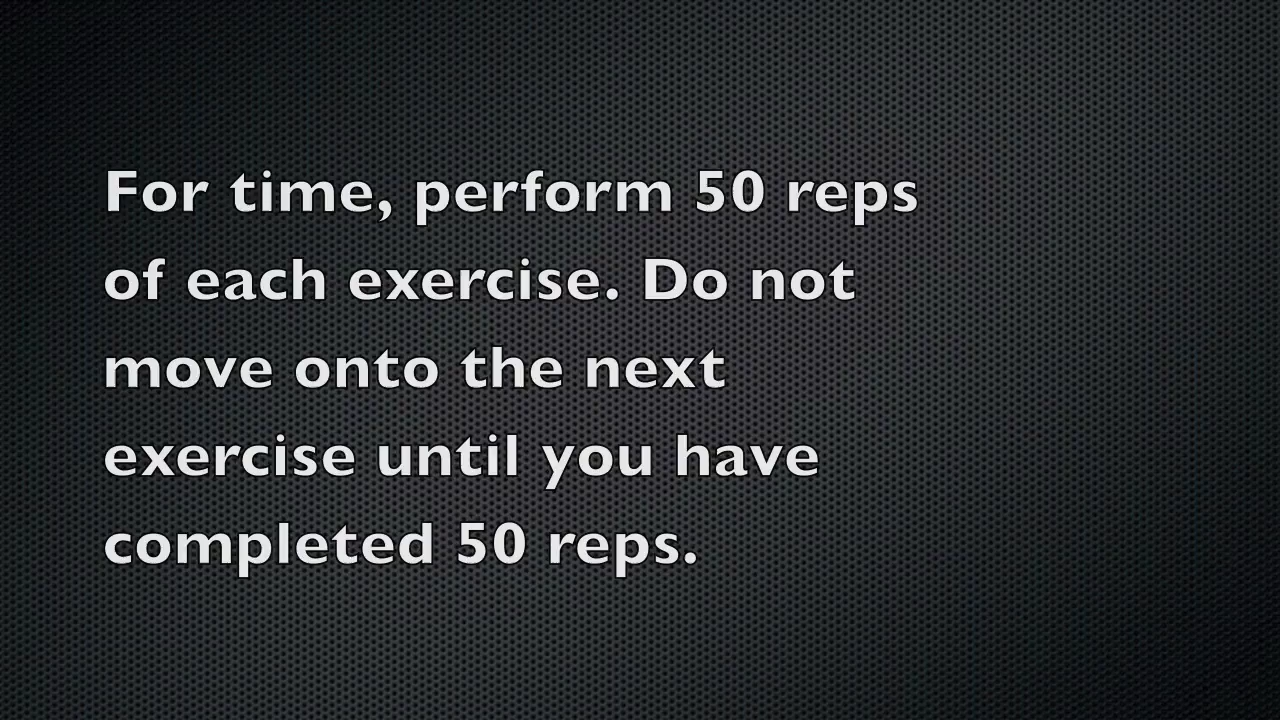 For time, perform 50 reps
of each exercise. Do not
move onto the next
exercise until you have
completed 50 reps.